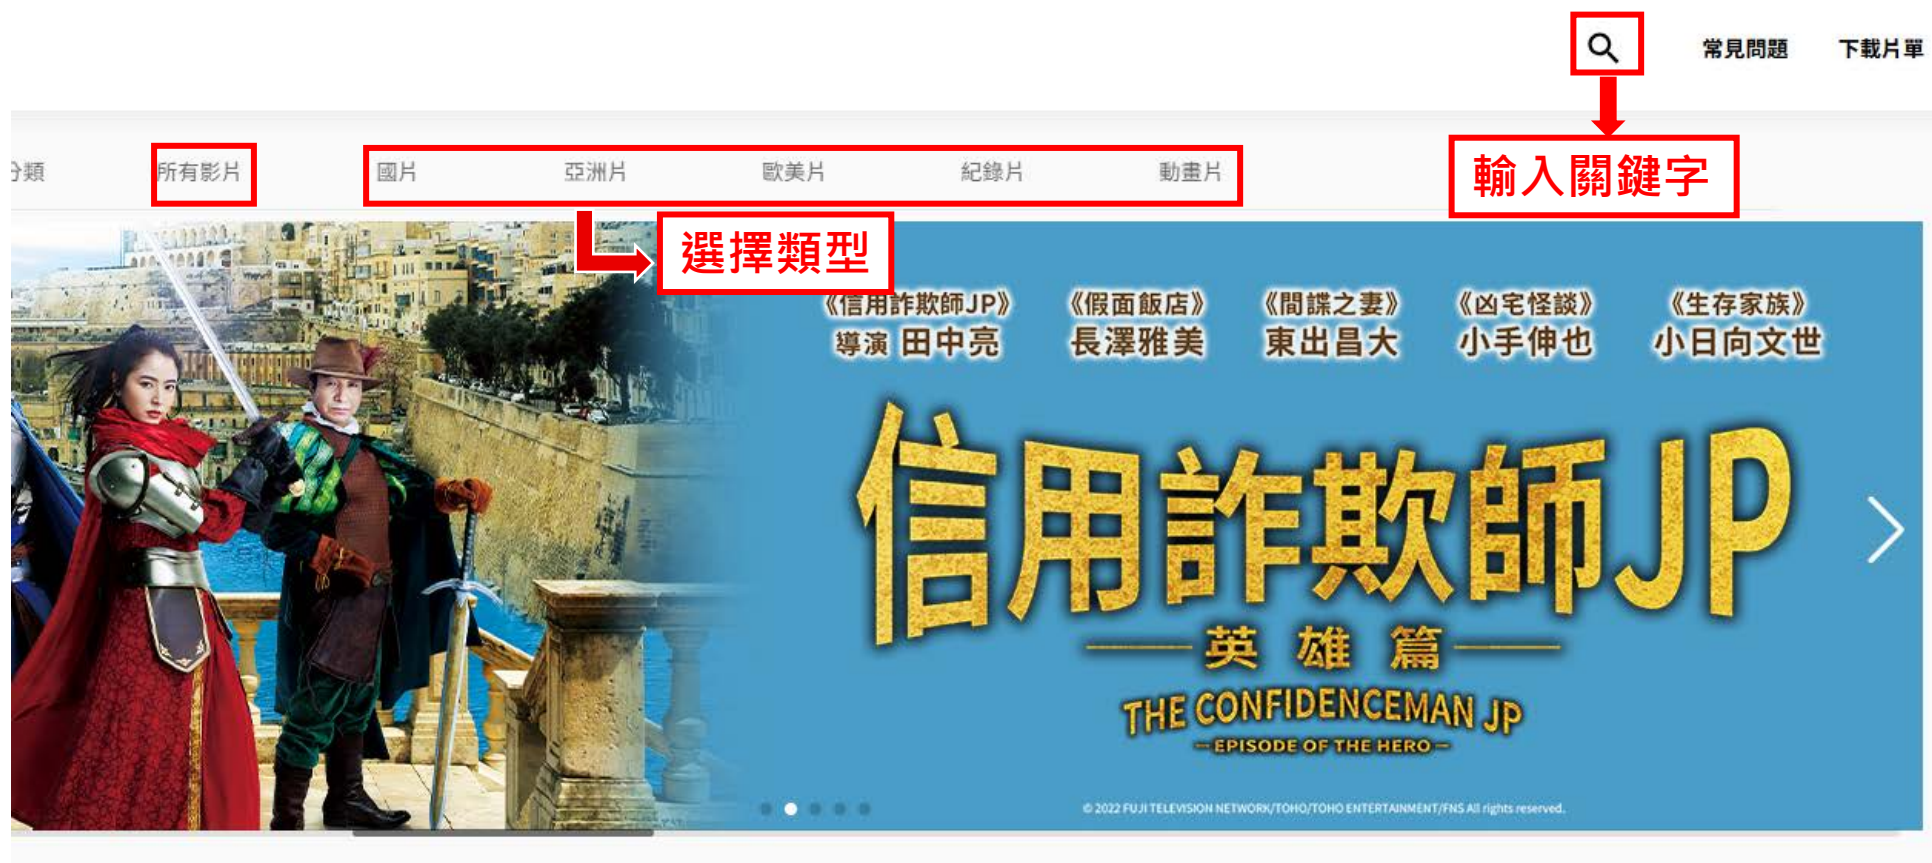 常見問題 下載片單
分類 所有影片 國片 亞洲片 歐美片 紀錄片 動畫片
輸入關鍵字
選擇類型
《信用詐欺師JP》 《假面飯店》 《間諜之妻》 《凶宅怪談》 《生存家族》
導演 田中亮 長澤雅美 東出昌大 小手伸也 小日向文世
信用詐欺師JP
英雄篇
THE CONFIDENCEMAN JP
EPISODE OF THE HERO
© 2022 FUJI TELEVISION NETWORK/TOHO/TOHO ENTERTAINMENT/FNS All rights reserved.